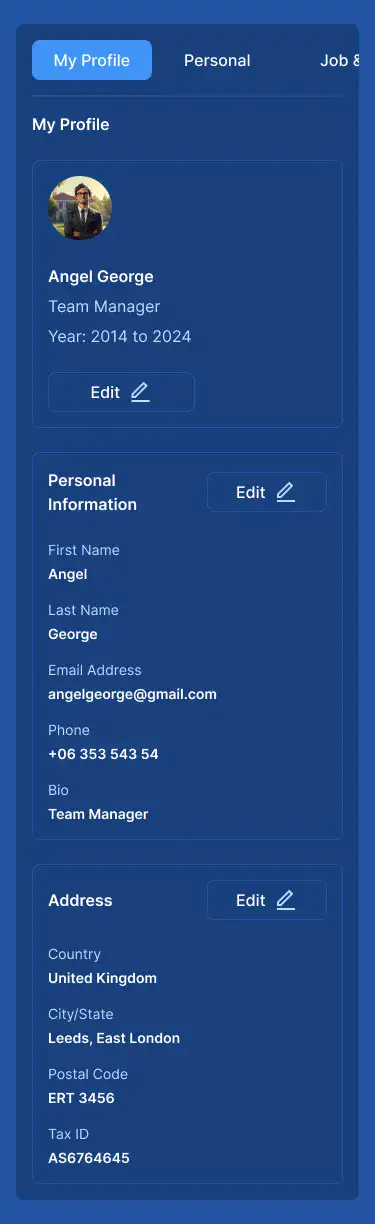 My Profile
Personal
Job &
My Profile
Angel George
Team Manager
Year: 2014 to 2024
Edit
Personal
Information
Edit
First Name
Angel
Last Name
George
Email Address
angelgeorge@gmail.com
Phone
+06 353 543 54
Bio
Team Manager
Address
Edit
Country
United Kingdom
City/State
Leeds, East London
Postal Code
ERT 3456
Tax ID
AS6764645